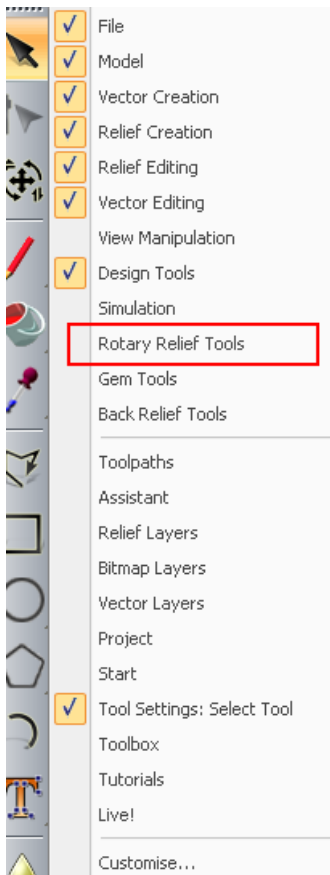 File
Model
Vector Creation
Relief Creation
Relief Editing
Vector Editing
View Manipulation
Design Tools
Simulation
Rotary Relief Tools
Gem Tools
Back Relief Tools
Toolpaths
Assistant
Relief Layers
Bitmap Layers
Vector Layers
Project
Start
Tool Settings: Select Tool
Toolbox
Tutorials
Live!
Customise...
T